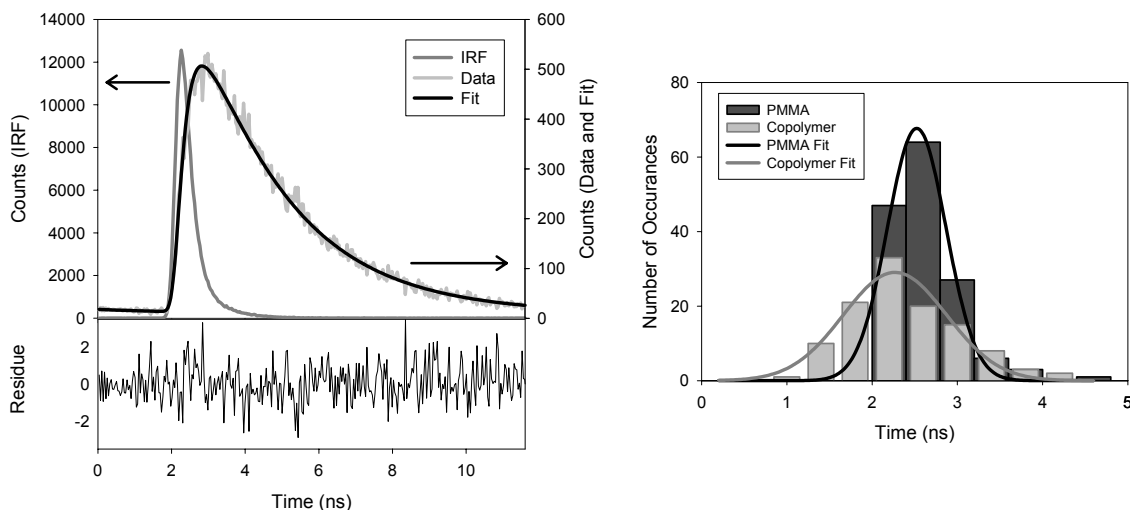 Counts (IRF)
14000
12000
10000
8000
6000
4000
2000
0
600
500
400
300
200
100
0
Counts (Data and Fit)
IRF
Data
Fit
Residue
2
0
-2
0 2 4 6 8 10
Time (ns)
Number of Occurances
80
60
40
20
0
PMMA
Copolymer
PMMA Fit
Copolymer Fit
0 1 2 3 4 5
Time (ns)